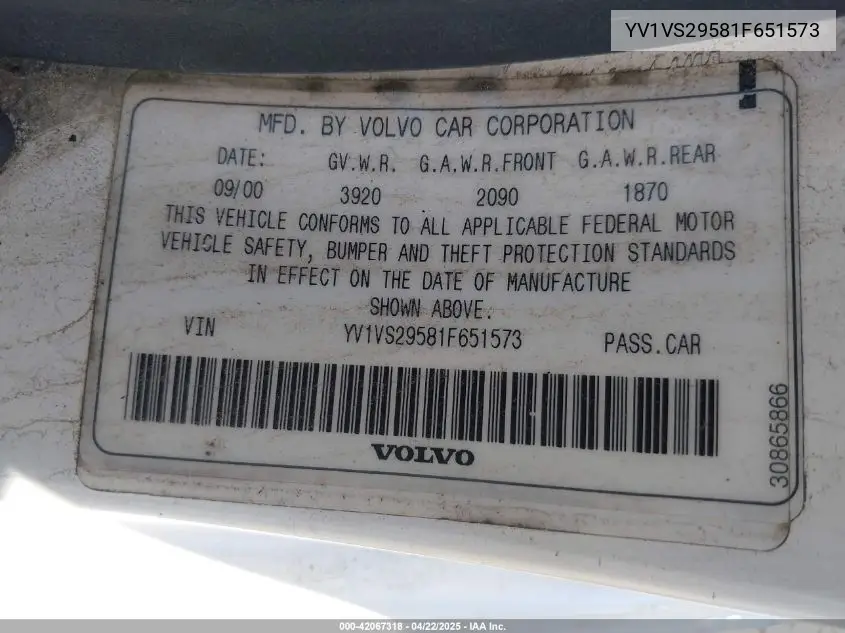 YV1VS29581F651573
MFD. BY VOLVO CAR CORPORATION
DATE: GV.W.R. G.A.W.R.FRONT G.A.W.R.REAR
09/00 3920 2090 1870
THIS VEHICLE CONFORMS TO ALL APPLICABLE FEDERAL MOTOR
VEHICLE SAFETY, BUMPER AND THEFT PROTECTION STANDARDS
IN EFFECT ON THE DATE OF MANUFACTURE
SHOWN ABOVE.
VIN YV1VS29581F651573 PASS.CAR
VOLVO
30865866
000-42067318 - 04/22/2025 - IAA Inc.